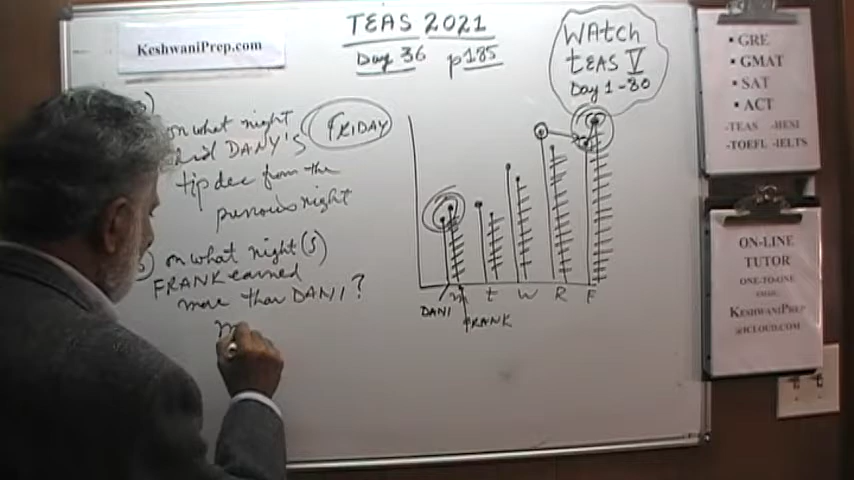 KeshwaniPrep.com
TEAS 2021
Day 36 p185
WAtch
tEAS V
Day 1-80
on what night
did DANY'S
tip dec from the
previous night
FRIDAY
on what night(s)
FRANK earned
more than DANI?
m
m t W R F
DANI
FRANK
• GRE
• GMAT
• SAT
• ACT
-TEAS -HESI
-TOEFL -IELTS
ON-LINE
TUTOR
ONE-TO-ONE
EMAIL
KESHWANIPREP
@ICLOUD.COM